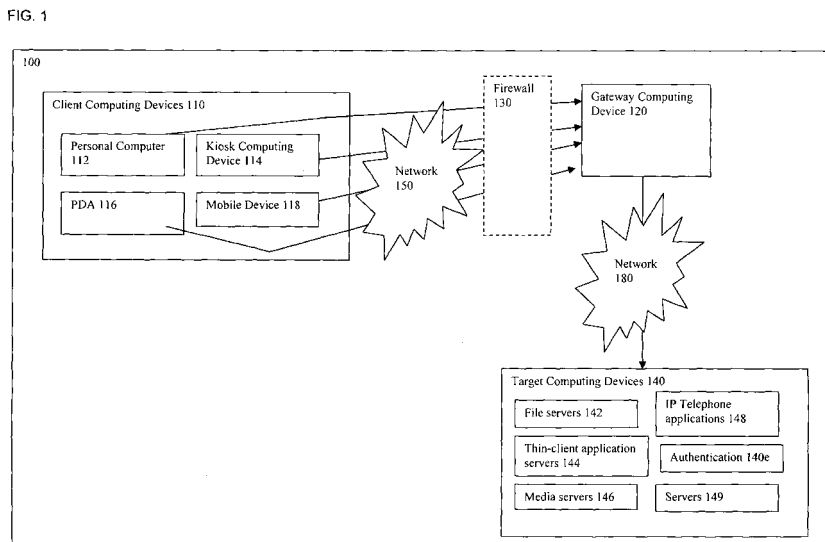 FIG. 1
100
Client Computing Devices 110
Personal Computer
112
Kiosk Computing
Device 114
PDA 116
Mobile Device 118
Network
150
Firewall
130
Gateway Computing
Device 120
Network
180
Target Computing Devices 140
File servers 142
IP Telephone
applications 148
Thin-client application
servers 144
Authentication 140e
Media servers 146
Servers 149